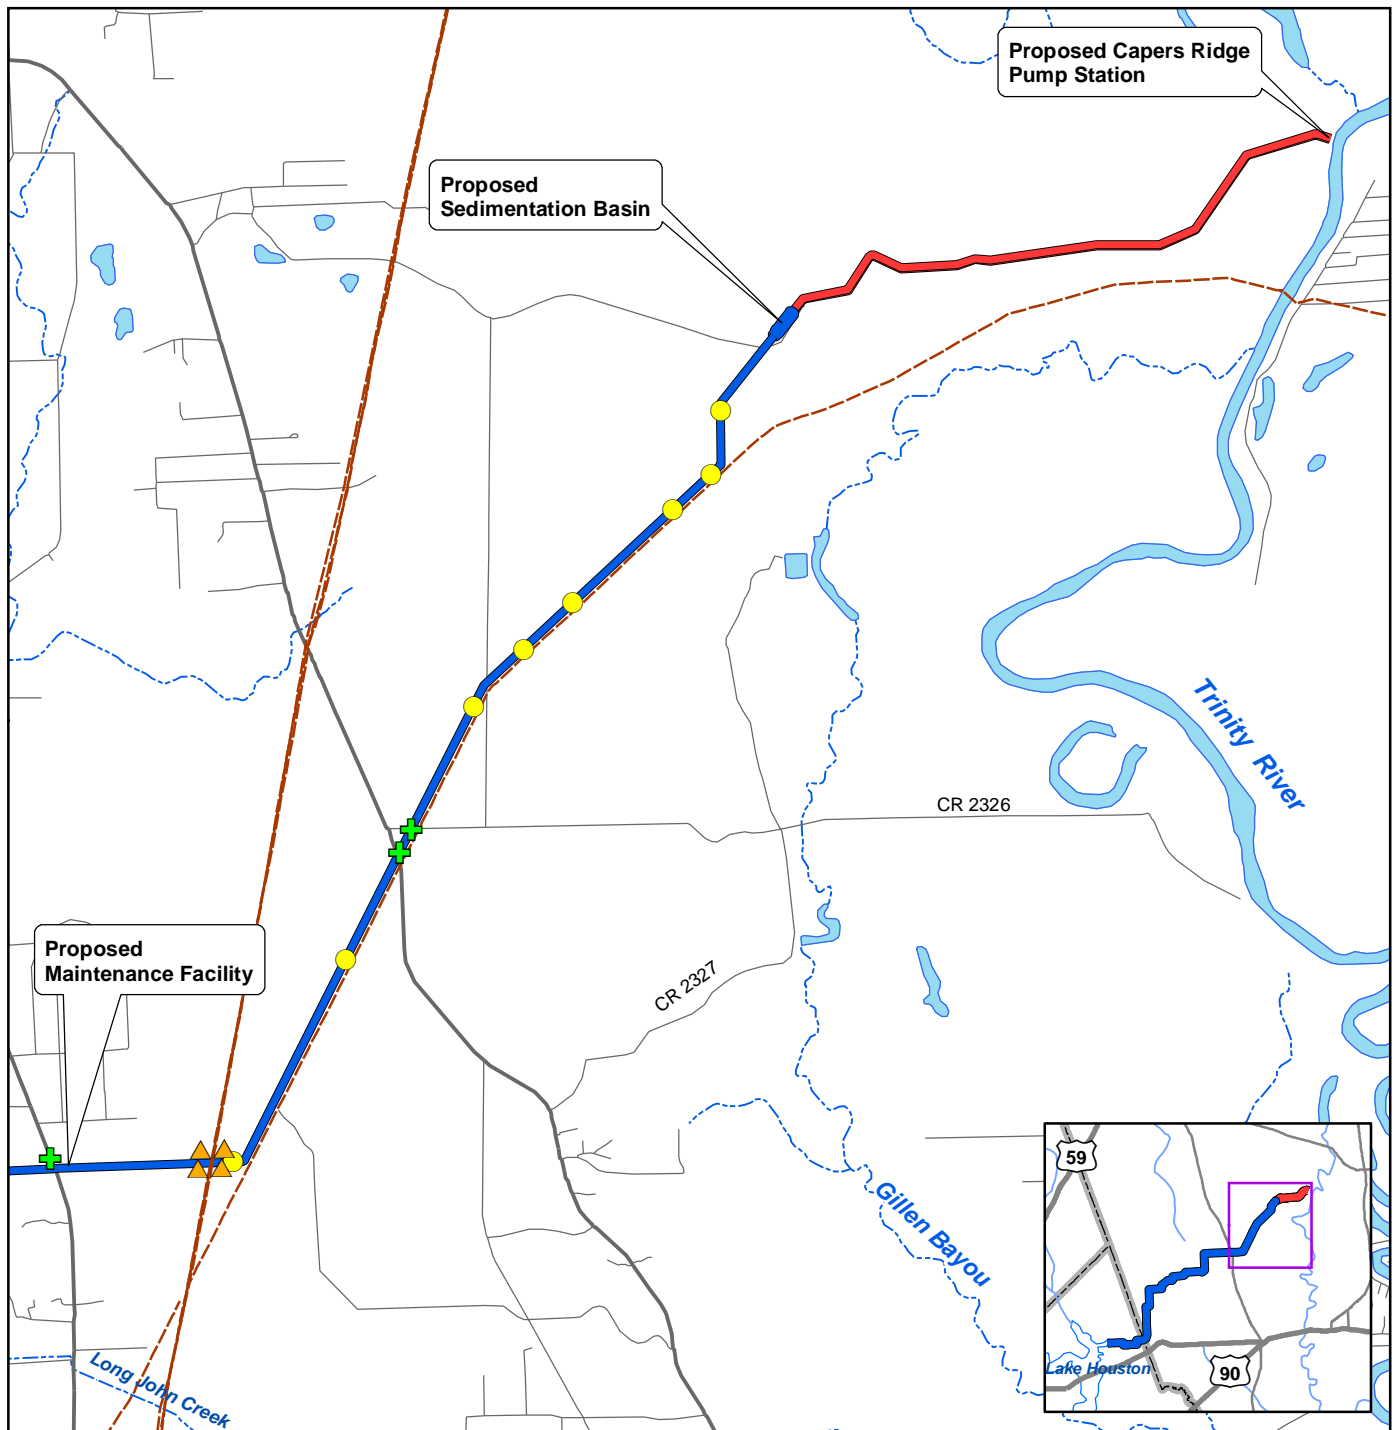 Proposed Capers Ridge
Pump Station
Proposed
Sedimentation Basin
Trinity River
CR 2326
Proposed
Maintenance Facility
CR 2327
Gillen Bayou
59
Lake Houston
90
Long John Creek